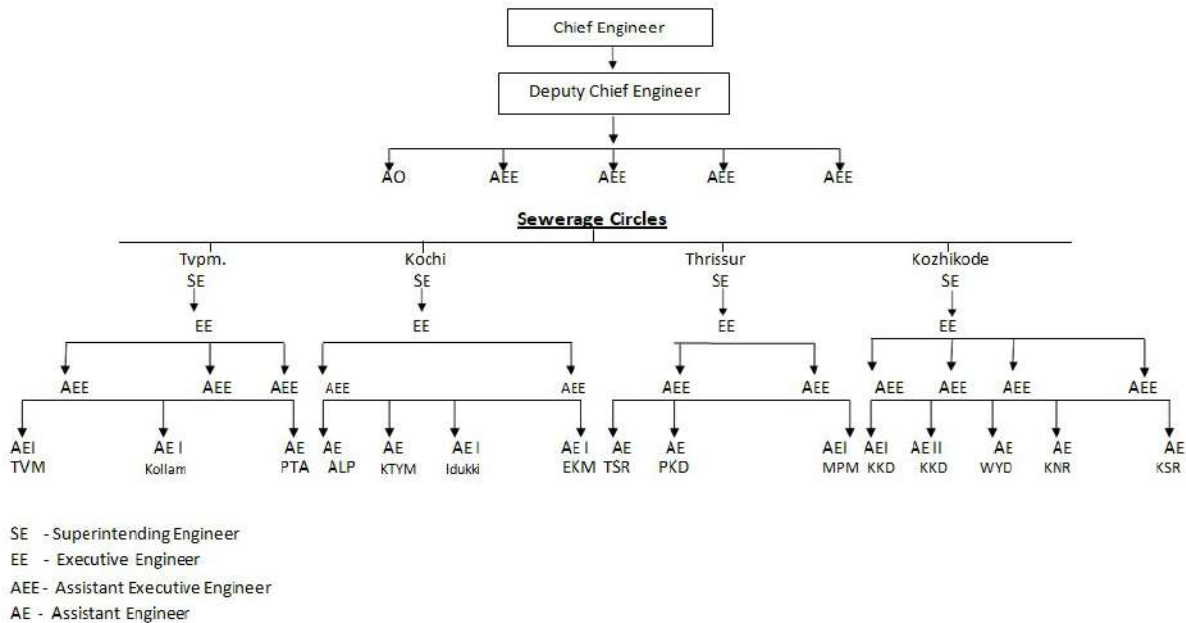 Chief Engineer
Deputy Chief Engineer
AO AEE AEE AEE AEE
Sewerage Circles
Tvpm. Kochi Thrissur Kozhikode
SE SE SE SE
EE EE EE EE
AEE AEE AEE AEE AEE AEE AEE AEE AEE AEE AEE
AEI AE I AE AE AE AE I AE I AE AE AEI AEI AE II AE AE AE
TVM Kollam PTA ALP KTYM Idukki EKM TSR PKD MPM KKD KKD WYD KNR KSR
SE - Superintending Engineer
EE - Executive Engineer
AEE - Assistant Executive Engineer
AE - Assistant Engineer